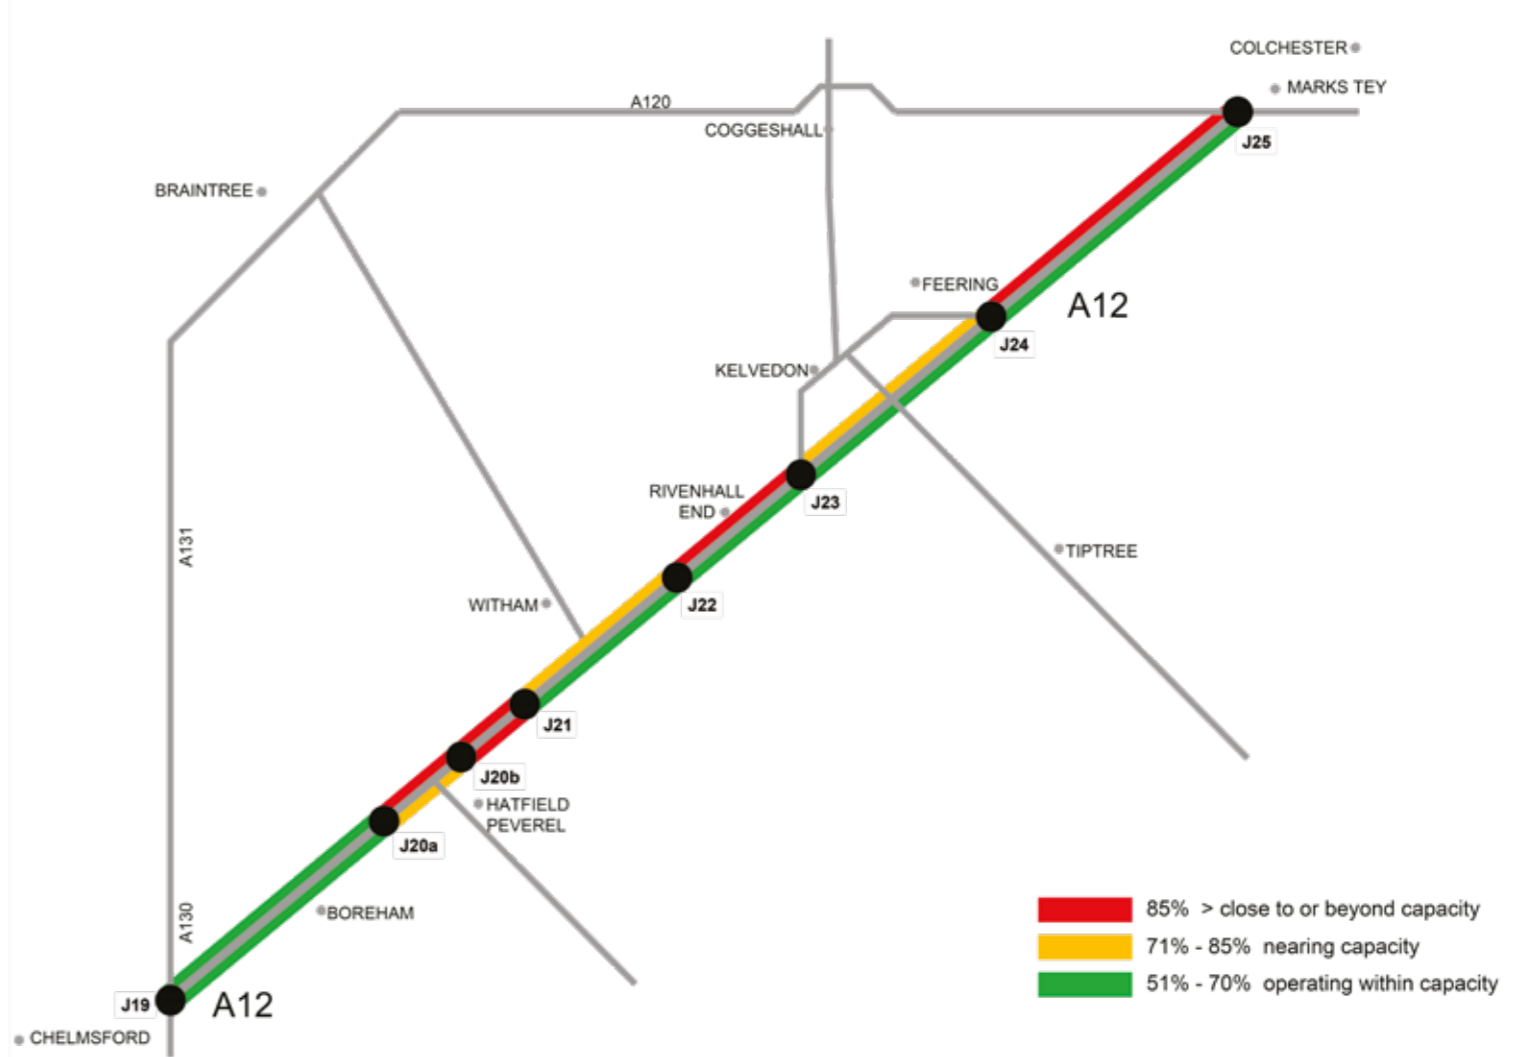 COLCHESTER
MARKS TEY
A120
COGGESHALL
J25
BRAINTREE
FEERING
A12
J24
KELVEDON
RIVENHALL
END
J23
A131
TIPTREE
WITHAM
J22
J21
J20b
HATFIELD
PEVEREL
J20a
BOREHAM
A130
85% > close to or beyond capacity
71% - 85% nearing capacity
51% - 70% operating within capacity
J19
A12
CHELMSFORD